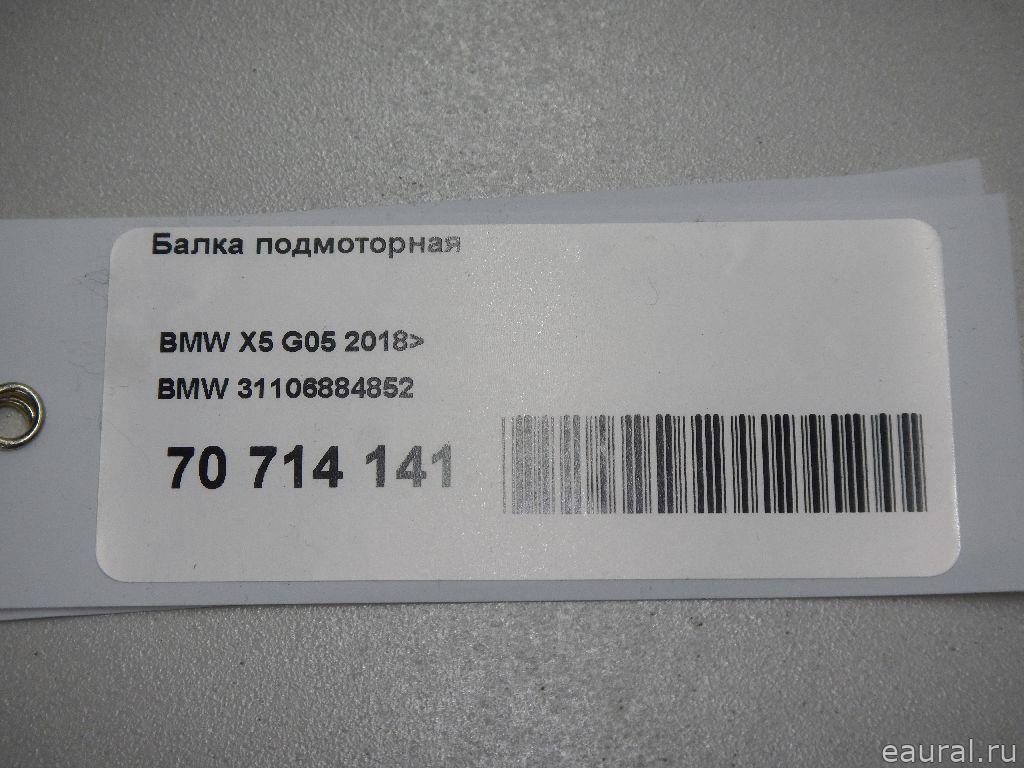 Балка подмоторная
BMW X5 G05 2018>
BMW 31106884852
70 714 141
eaural.ru